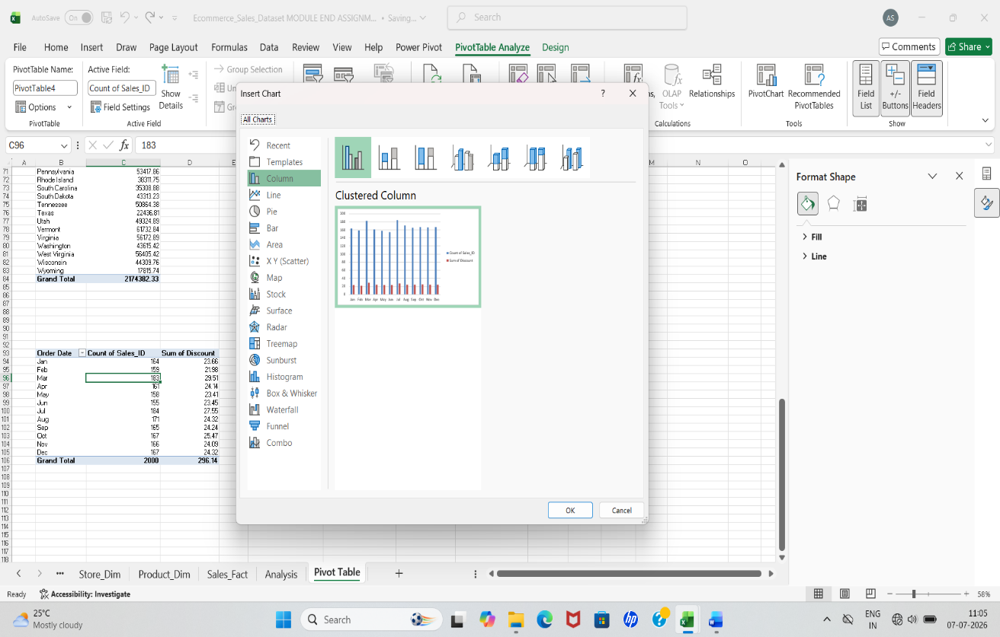 AutoSave On Ecommerce_Sales_Dataset MODULE END ASSIGNM... • Saving... Search AS
File Home Insert Draw Page Layout Formulas Data Review View Help Power Pivot PivotTable Analyze Design Comments Share
PivotTable Name:
PivotTable4
Options
PivotTable
Active Field:
Count of Sales_ID
Field Settings
Show
Details
Active Field
Group Selection
OLAP
Tools
Relationships
Calculations
PivotChart
Recommended
PivotTables
Tools
Field
List
+/-
Buttons
Field
Headers
Show
C96 fx 183
A B C D E M N O
71 Pennsylvania 53417.86
72 Rhode Island 38311.75
73 South Carolina 35308.88
74 South Dakota 43313.23
75 Tennessee 50864.38
76 Texas 22436.81
77 Utah 49324.89
78 Vermont 61732.84
79 Virginia 56172.89
80 Washington 43615.42
81 West Virginia 56405.42
82 Wisconsin 44309.76
83 Wyoming 17815.74
84 Grand Total 2174382.33
85
86
87
88
89
90
91
92
93 Order Date Count of Sales_ID Sum of Discount
94 Jan 164 23.66
95 Feb 159 21.98
96 Mar 183 29.51
97 Apr 161 24.14
98 May 158 23.41
99 Jun 155 23.45
100 Jul 184 27.55
101 Aug 171 24.32
102 Sep 165 24.24
103 Oct 167 25.47
104 Nov 166 24.09
105 Dec 167 24.32
106 Grand Total 2000 296.14
107
108
109
110
111
112
113
114
115
116
117
118
Insert Chart ?
All Charts
Recent
Templates
Column
Line
Pie
Bar
Area
X Y (Scatter)
Map
Stock
Surface
Radar
Treemap
Sunburst
Histogram
Box & Whisker
Waterfall
Funnel
Combo
Clustered Column
200
180
160
140
120
100
80
60
40
20
0
Jan Feb Mar Apr May Jun Jul Aug Sep Oct Nov Dec
Count of Sales_ID
Sum of Discount
OK Cancel
Format Shape
Fill
Line
Store_Dim Product_Dim Sales_Fact Analysis Pivot Table
Ready Accessibility: Investigate 58%
25°C
Mostly cloudy
Search
ENG
IN
11:05
07-07-2026